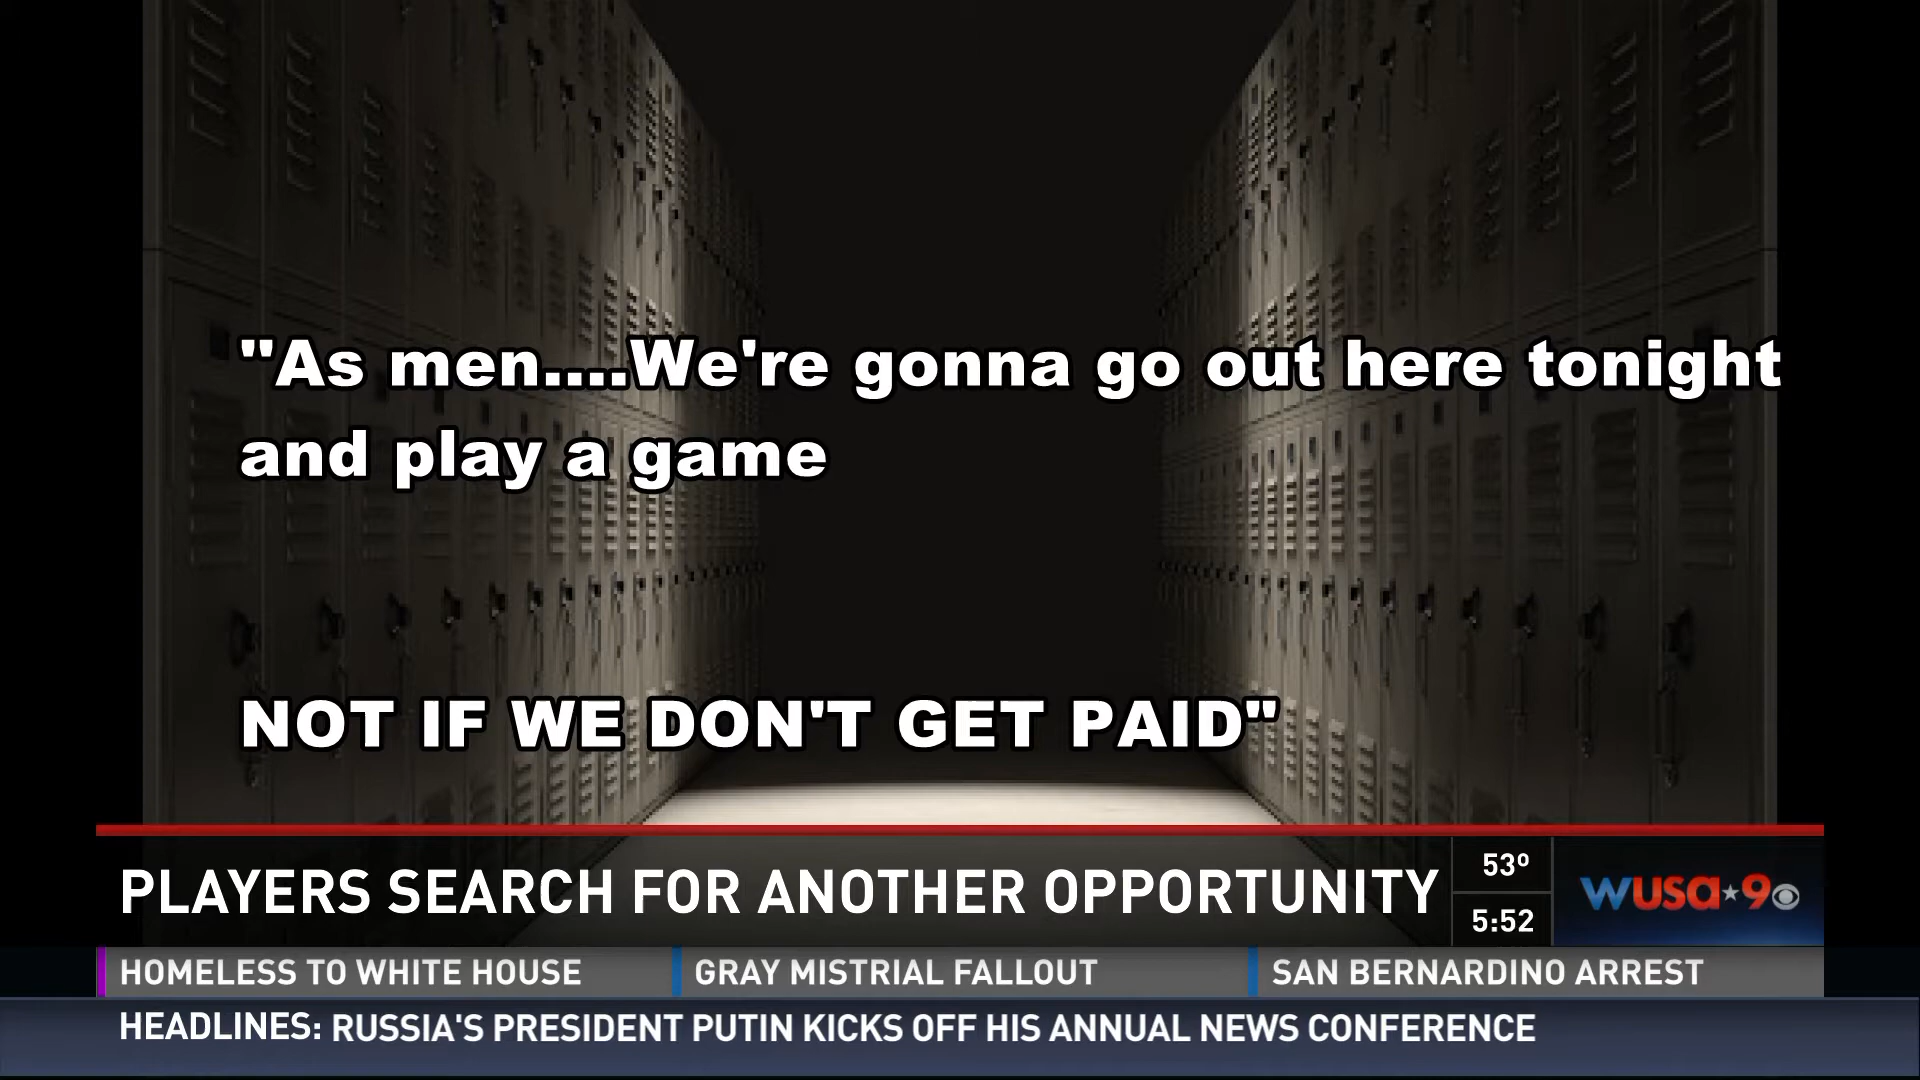 "As men....We're gonna go out here tonight
and play a game
NOT IF WE DON'T GET PAID"
PLAYERS SEARCH FOR ANOTHER OPPORTUNITY
53º
5:52
WUSA★9
HOMELESS TO WHITE HOUSE
GRAY MISTRIAL FALLOUT
SAN BERNARDINO ARREST
HEADLINES: RUSSIA'S PRESIDENT PUTIN KICKS OFF HIS ANNUAL NEWS CONFERENCE